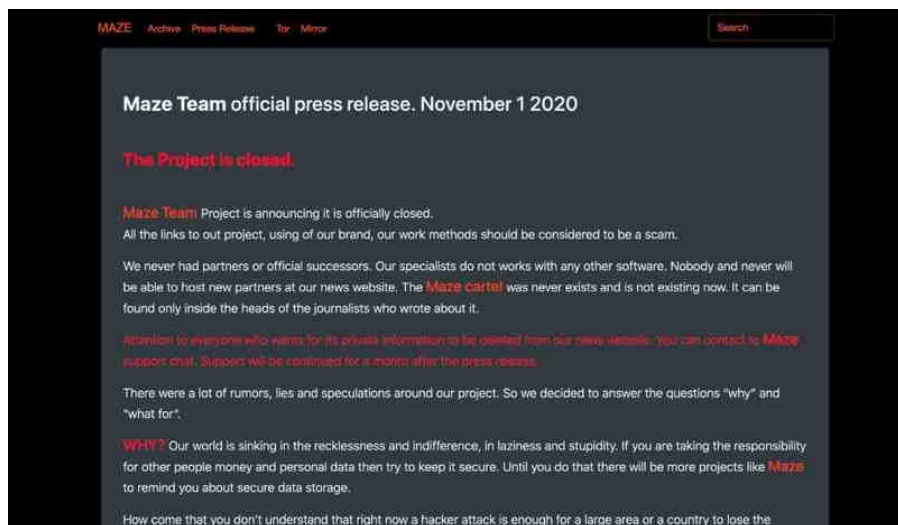 MAZE Archive Press Release Tor Mirror Search
Maze Team official press release. November 1 2020
The Project is closed.
Maze Team Project is announcing it is officially closed.
All the links to out project, using of our brand, our work methods should be considered to be a scam.
We never had partners or official successors. Our specialists do not works with any other software. Nobody and never will
be able to host new partners at our news website. The Maze cartel was never exists and is not existing now. It can be
found only inside the heads of the journalists who wrote about it.
Attention to everyone who wants for its private information to be deleted from our news website. You can contact to Maze
support chat. Support will be continued for a month after the press release.
There were a lot of rumors, lies and speculations around our project. So we decided to answer the questions “why” and
“what for”.
WHY? Our world is sinking in the recklessness and indifference, in laziness and stupidity. If you are taking the responsibility
for other people money and personal data then try to keep it secure. Until you do that there will be more projects like Maze
to remind you about secure data storage.
How come that you don't understand that right now a hacker attack is enough for a large area or a country to lose the